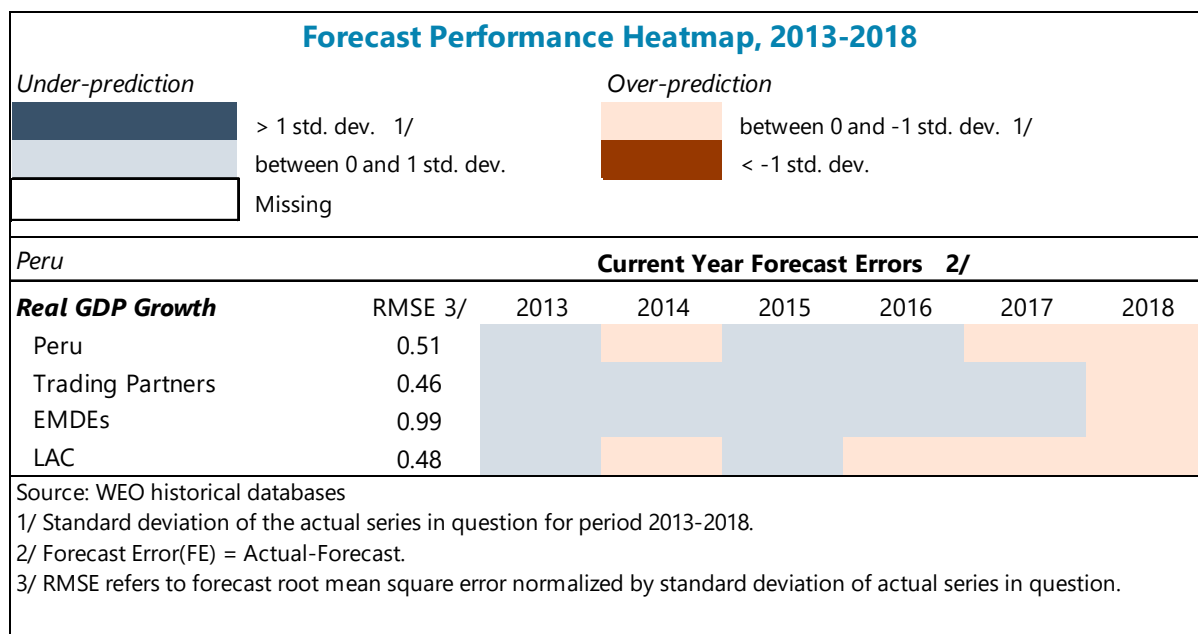 Forecast Performance Heatmap, 2013-2018
Under-prediction Over-prediction
> 1 std. dev. 1/ between 0 and -1 std. dev. 1/
between 0 and 1 std. dev. < -1 std. dev.
Missing
Peru Current Year Forecast Errors 2/
Real GDP Growth RMSE 3/ 2013 2014 2015 2016 2017 2018
Peru 0.51
Trading Partners 0.46
EMDEs 0.99
LAC 0.48
Source: WEO historical databases
1/ Standard deviation of the actual series in question for period 2013-2018.
2/ Forecast Error(FE) = Actual-Forecast.
3/ RMSE refers to forecast root mean square error normalized by standard deviation of actual series in question.